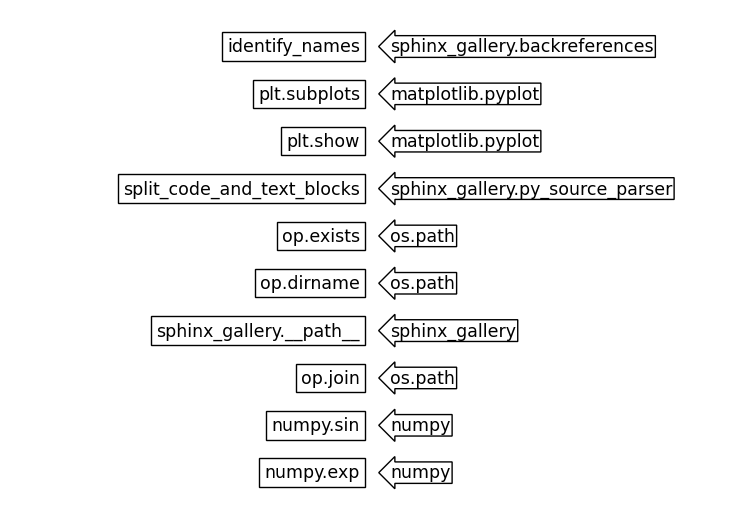 identify_names sphinx_gallery.backreferences
plt.subplots matplotlib.pyplot
plt.show matplotlib.pyplot
split_code_and_text_blocks sphinx_gallery.py_source_parser
op.exists os.path
op.dirname os.path
sphinx_gallery.__path__ sphinx_gallery
op.join os.path
numpy.sin numpy
numpy.exp numpy